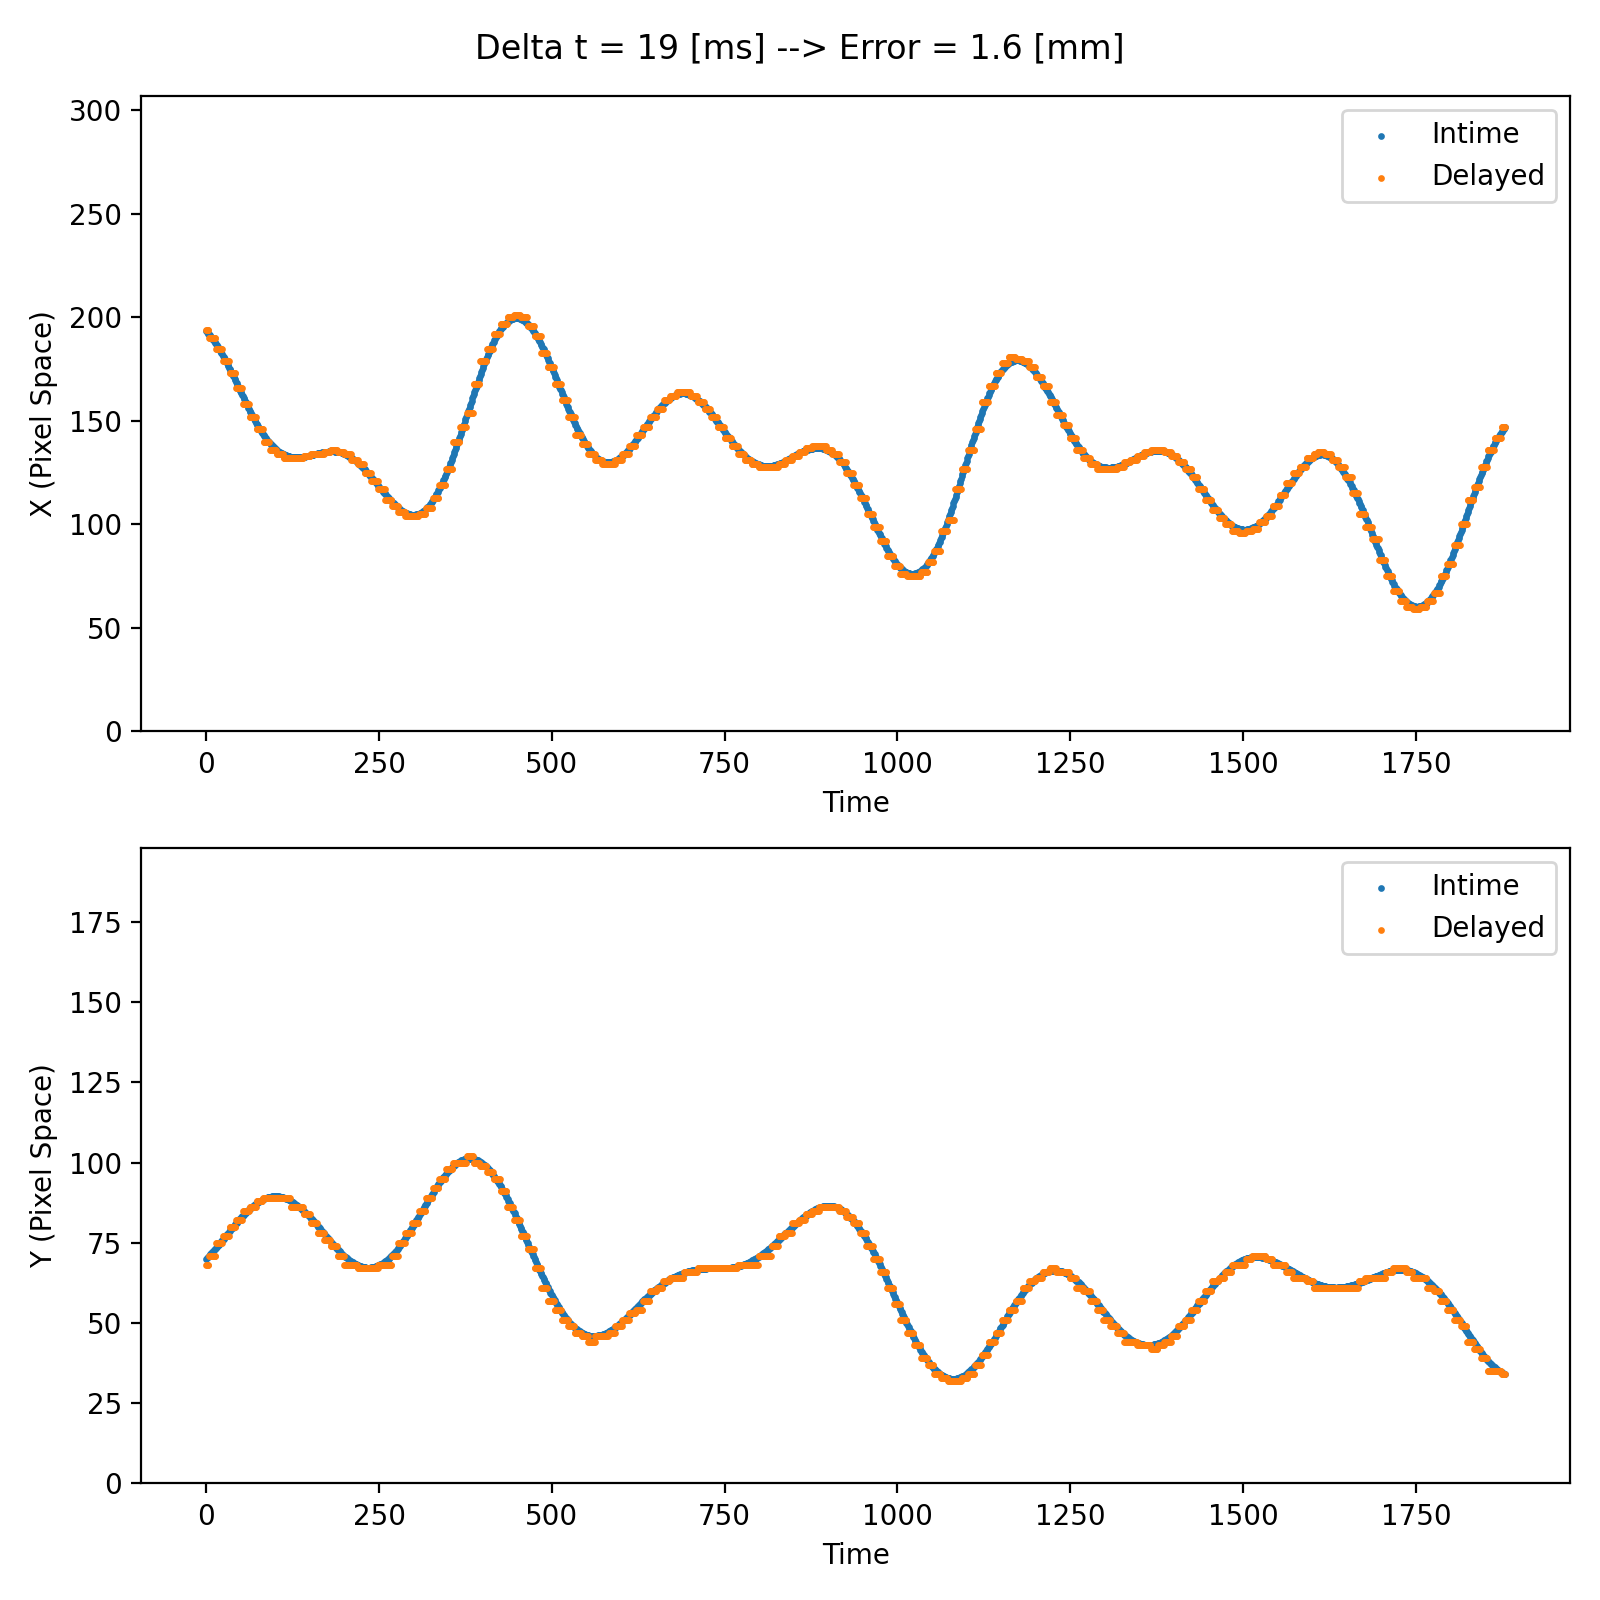 Delta t = 19 [ms] --> Error = 1.6 [mm]
300
250
200
150
100
50
0
X (Pixel Space)
Intime
Delayed
0 250 500 750 1000 1250 1500 1750
Time
175
150
125
100
75
50
25
0
Y (Pixel Space)
Intime
Delayed
0 250 500 750 1000 1250 1500 1750
Time